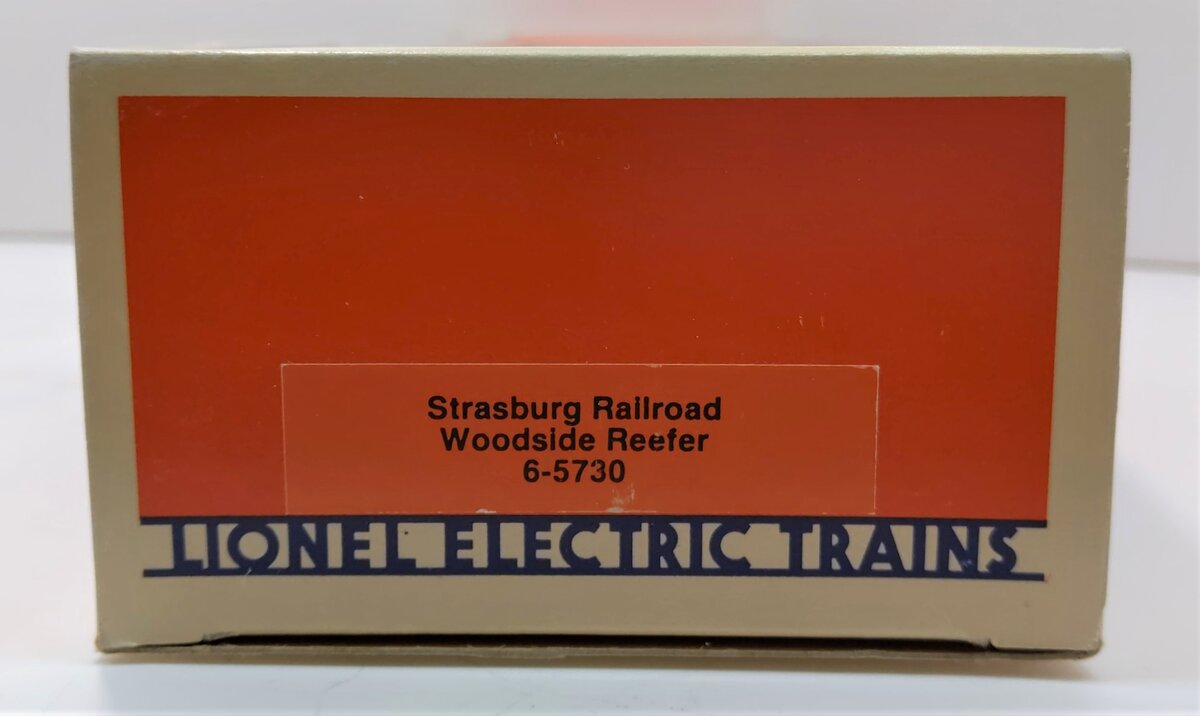 Strasburg Railroad
Woodside Reefer
6-5730
LIONEL ELECTRIC TRAINS